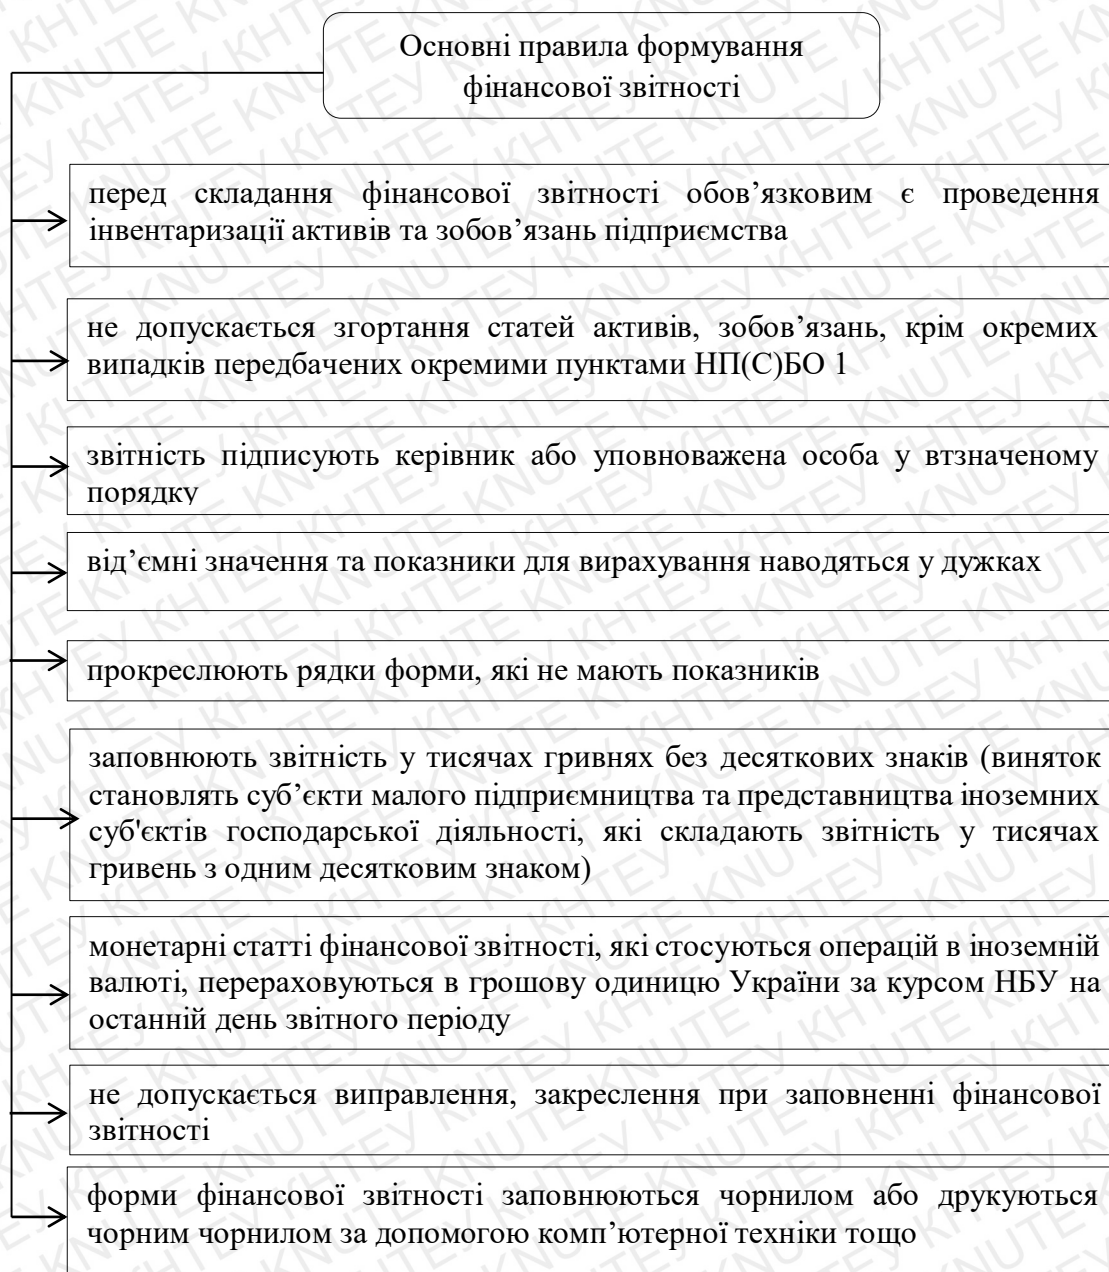 Основні правила формування
фінансової звітності
перед складання фінансової звітності обов’язковим є проведення
інвентаризації активів та зобов’язань підприємства
не допускається згортання статей активів, зобов’язань, крім окремих
випадків передбачених окремими пунктами НП(С)БО 1
звітність підписують керівник або уповноважена особа у втзначеному
порядку
від’ємні значення та показники для вирахування наводяться у дужках
прокреслюють рядки форми, які не мають показників
заповнюють звітність у тисячах гривнях без десяткових знаків (виняток
становлять суб’єкти малого підприємництва та представництва іноземних
суб'єктів господарської діяльності, які складають звітність у тисячах
гривень з одним десятковим знаком)
монетарні статті фінансової звітності, які стосуються операцій в іноземній
валюті, перераховуються в грошову одиницю України за курсом НБУ на
останній день звітного періоду
не допускається виправлення, закреслення при заповненні фінансової
звітності
форми фінансової звітності заповнюються чорнилом або друкуються
чорним чорнилом за допомогою комп’ютерної техніки тощо